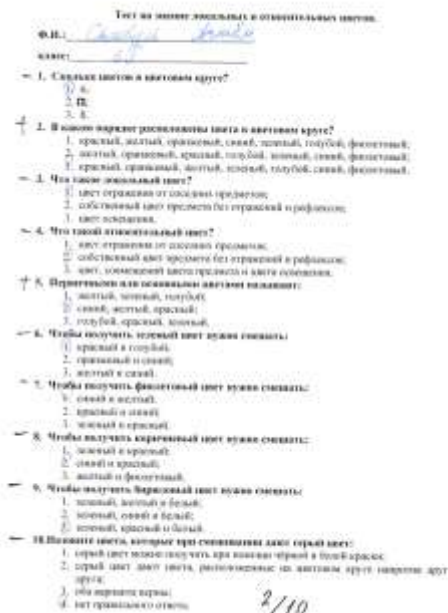 Тест на знание локальных и относительных цветов.
Ф.И.:
класс:
– 1. Сколько цветов в цветовом круге?
1. 6.
2. П.
3. 8.
+ 2. В каком порядке расположены цвета в цветовом круге?
1. красный, желтый, оранжевый, синий, зеленый, голубой, фиолетовый;
2. желтый, оранжевый, красный, голубой, зеленый, синий, фиолетовый;
3. красный, оранжевый, желтый, зеленый, голубой, синий, фиолетовый.
– 3. Что такое локальный цвет?
1. цвет отражения от соседних предметов;
2. собственный цвет предмета без отражений и рефлексов;
3. цвет освещения.
– 4. Что такой относительный цвет?
1. цвет отражения от соседних предметов;
2. собственный цвет предмета без отражений и рефлексов;
3. цвет, совмещений цвета предмета и цвета освещения.
+ 5. Первичными или основными цветами называют:
1. желтый, зеленый, голубой;
2. синий, желтый, красный;
3. голубой, красный, зеленый.
– 6. Чтобы получить зеленый цвет нужно смешать:
1. красный и голубой;
2. оранжевый и синий;
3. желтый и синий.
– 7. Чтобы получить фиолетовый цвет нужно смешать:
1. синий и желтый;
2. красный и синий;
3. зеленый и красный.
– 8. Чтобы получить коричневый цвет нужно смешать:
1. зеленый и красный;
2. синий и красный;
3. желтый и фиолетовый.
– 9. Чтобы получить бирюзовый цвет нужно смешать:
1. зеленый, желтый и белый;
2. зеленый, синий и белый;
3. зеленый, красный и белый.
– 10. Назовите цвета, которые при смешивании дают серый цвет:
1. серый цвет можно получить при помощи чёрной и белой краски;
2. серый цвет дают цвета, расположенные на цветовом круге напротив друг
друга;
3. оба варианта верны;
4. нет правильного ответа.
2/10